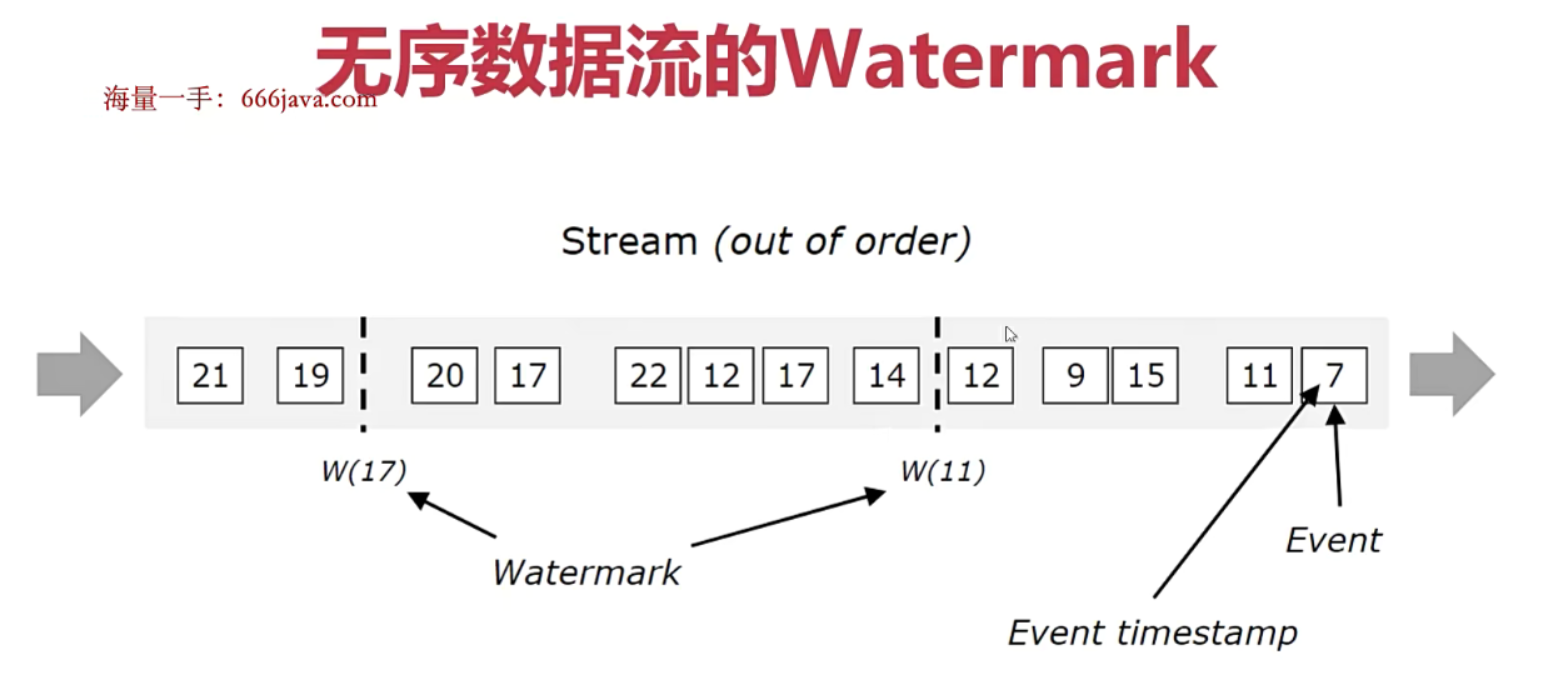 无序数据流的Watermark
海量一手：666java.com
Stream (out of order)
21 19 20 17 22 12 17 14 12 9 15 11 7
W(17) W(11)
Watermark
Event
Event timestamp